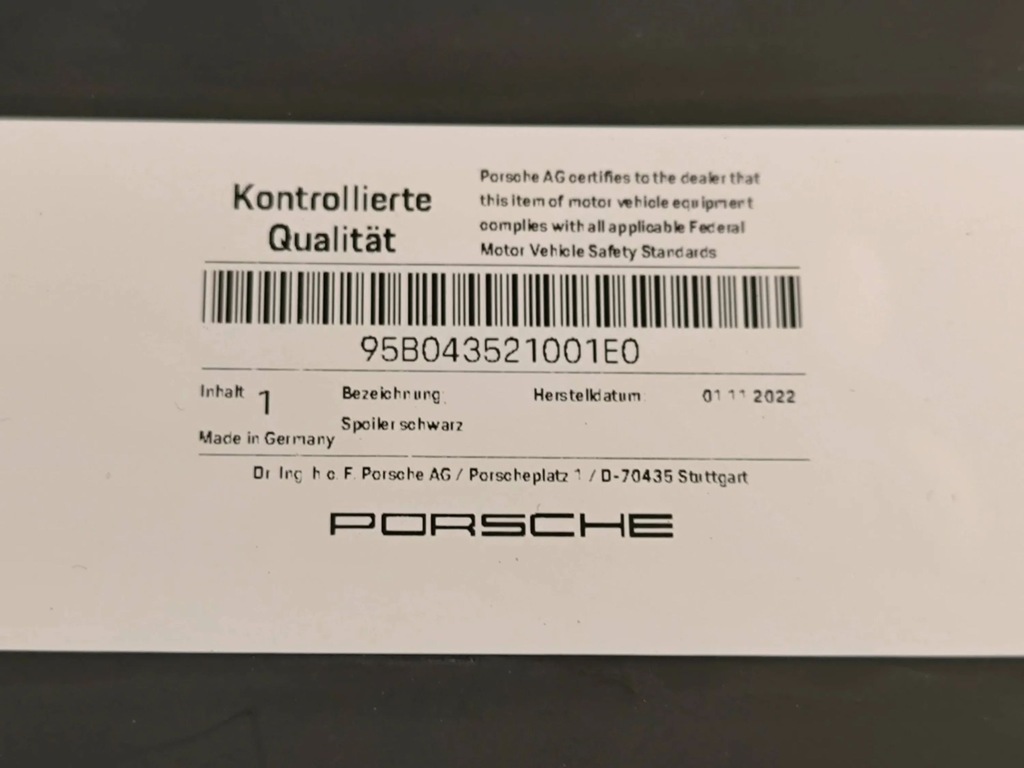 Kontrollierte
Qualität
Porsche AG certifies to the dealer that
this item of motor vehicle equipment
complies with all applicable Federal
Motor Vehicle Safety Standards
95B043521001E0
Inhalt 1
Bezeichnung:
Spoiler schwarz
Herstelldatum: 01.11.2022
Made in Germany
Dr. Ing. h.c. F. Porsche AG / Porscheplatz 1 / D-70435 Stuttgart
PORSCHE